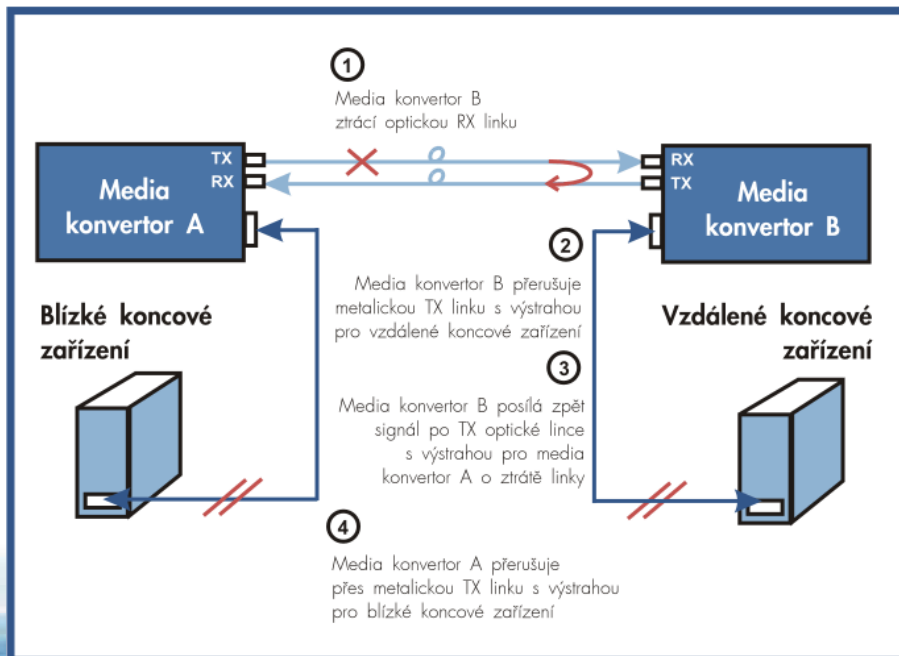 1
Media konvertor B
ztrácí optickou RX linku
TX
RX
Media
konvertor A
RX
TX
Media
konvertor B
2
Media konvertor B přerušuje
metalickou TX linku s výstrahou
pro vzdálené koncové zařízení
Blízké koncové
zařízení
Vzdálené koncové
zařízení
3
Media konvertor B posílá zpět
signál po TX optické lince
s výstrahou pro media
konvertor A o ztrátě linky
4
Media konvertor A přerušuje
přes metalickou TX linku s výstrahou
pro blízké koncové zařízení